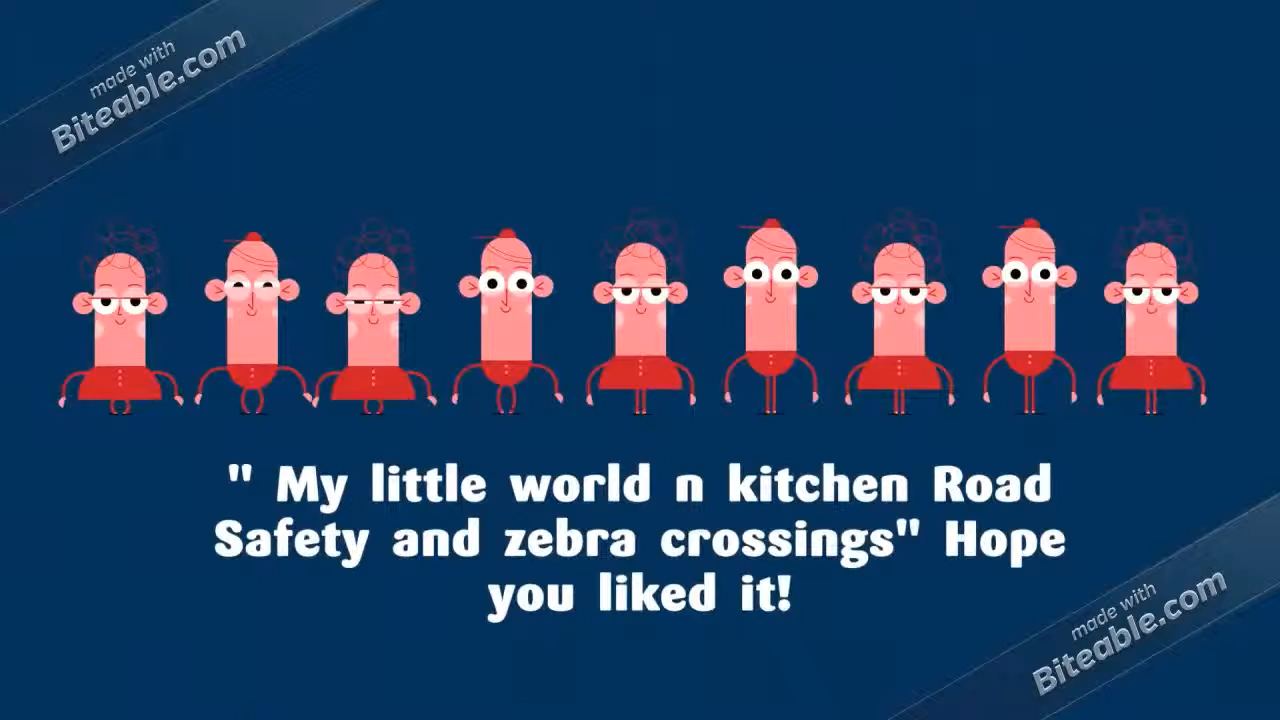 made with
Biteable.com
" My little world n kitchen Road
Safety and zebra crossings" Hope
you liked it!
made with
Biteable.com